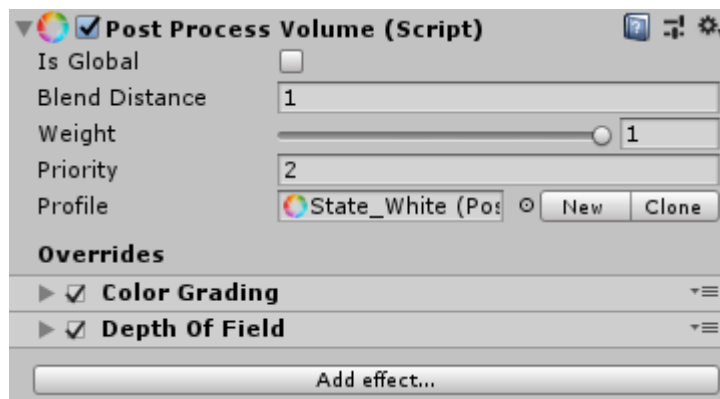 Post Process Volume (Script)
Is Global
Blend Distance 1
Weight 1
Priority 2
Profile State_White (Pos New Clone
Overrides
Color Grading
Depth Of Field
Add effect...